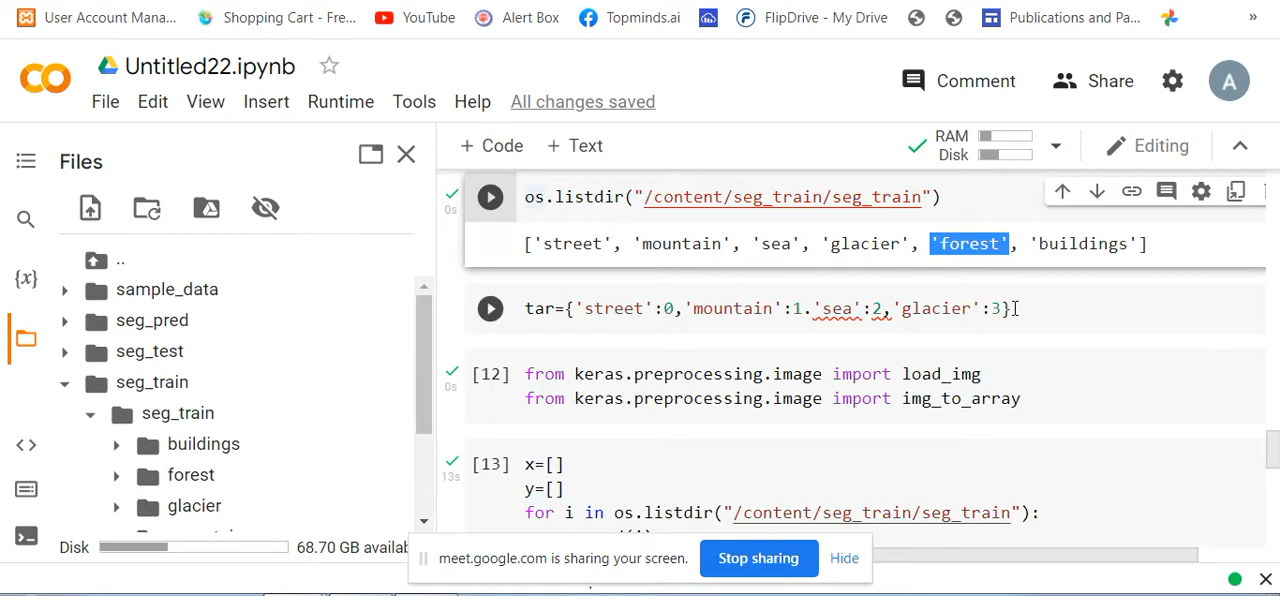 User Account Mana... Shopping Cart - Fre... YouTube Alert Box Topminds.ai FlipDrive - My Drive Publications and Pa... »
CO Untitled22.ipynb
Comment Share A
File Edit View Insert Runtime Tools Help All changes saved
Files
+ Code + Text
RAM
Disk
Editing
..
sample_data
seg_pred
seg_test
seg_train
seg_train
buildings
forest
glacier
{x}
Disk 68.70 GB availab
0s
os.listdir("/content/seg_train/seg_train")
['street', 'mountain', 'sea', 'glacier', 'forest', 'buildings']
tar={'street':0,'mountain':1.'sea':2,'glacier':3}
[12] from keras.preprocessing.image import load_img
0s from keras.preprocessing.image import img_to_array
[13] x=[]
13s y=[]
for i in os.listdir("/content/seg_train/seg_train"):
meet.google.com is sharing your screen. Stop sharing Hide